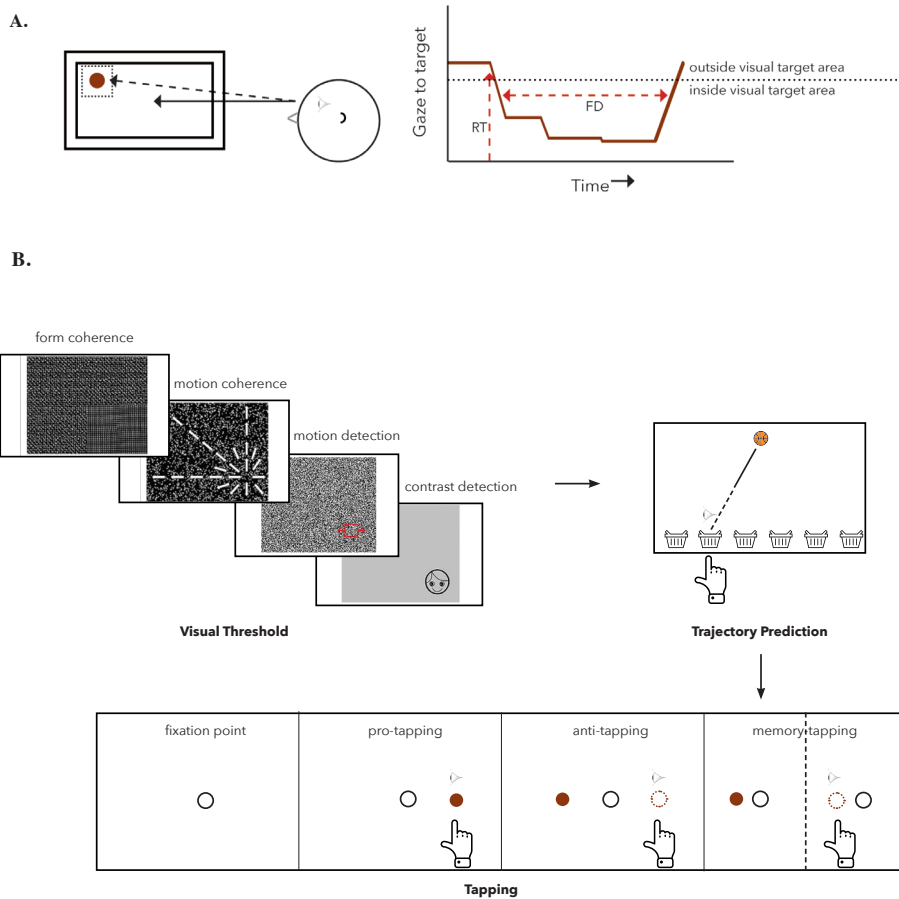 A.
Gaze to target
outside visual target area
inside visual target area
FD
RT
Time
B.
form coherence
motion coherence
motion detection
contrast detection
Visual Threshold
Trajectory Prediction
fixation point
pro-tapping
anti-tapping
memory-tapping
Tapping